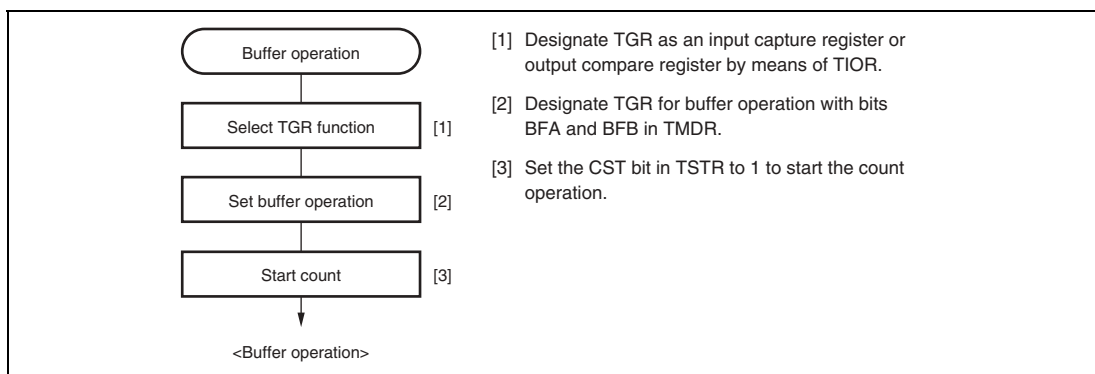 Buffer operation
Select TGR function
[1]
Set buffer operation
[2]
Start count
[3]
<Buffer operation>
[1] Designate TGR as an input capture register or
output compare register by means of TIOR.
[2] Designate TGR for buffer operation with bits
BFA and BFB in TMDR.
[3] Set the CST bit in TSTR to 1 to start the count
operation.